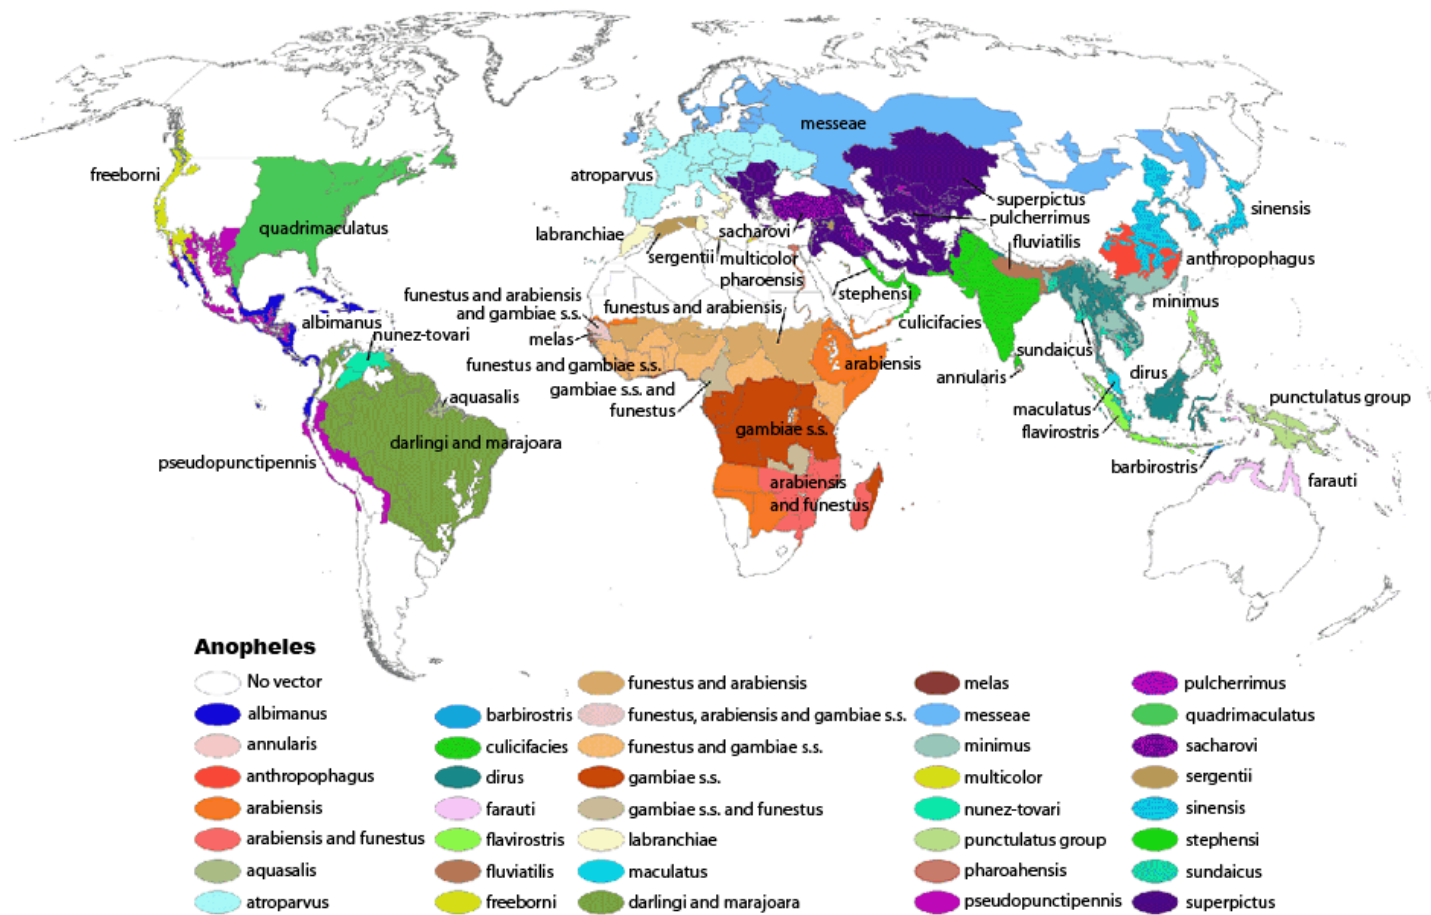 messeae
freeborni
atroparvus
superpictus
pulcherrimus
sinensis
quadrimaculatus
labranchiae
sacharovi
fluviatilis
sergentii
multicolor
anthropophagus
pharoensis
funestus and arabiensis
and gambiae s.s.
funestus and arabiensis
stephensi
minimus
albimanus
nunez-tovari
melas
culicifacies
sundaicus
funestus and gambiae s.s.
arabiensis
annularis
dirus
gambiae s.s. and
funestus
aquasalis
maculatus
flavirostris
punctulatus group
darlingi and marajoara
gambiae s.s.
pseudopunctipennis
barbirostris
arabiensis
and funestus
farauti
Anopheles
No vector
albimanus
annularis
anthropophagus
arabiensis
arabiensis and funestus
aquasalis
atroparvus
barbirostris
culicifacies
dirus
farauti
flavirostris
fluviatilis
freeborni
funestus and arabiensis
funestus, arabiensis and gambiae s.s.
funestus and gambiae s.s.
gambiae s.s.
gambiae s.s. and funestus
labranchiae
maculatus
darlingi and marajoara
melas
messeae
minimus
multicolor
nunez-tovari
punctulatus group
pharoahensis
pseudopunctipennis
pulcherrimus
quadrimaculatus
sacharovi
sergentii
sinensis
stephensi
sundaicus
superpictus